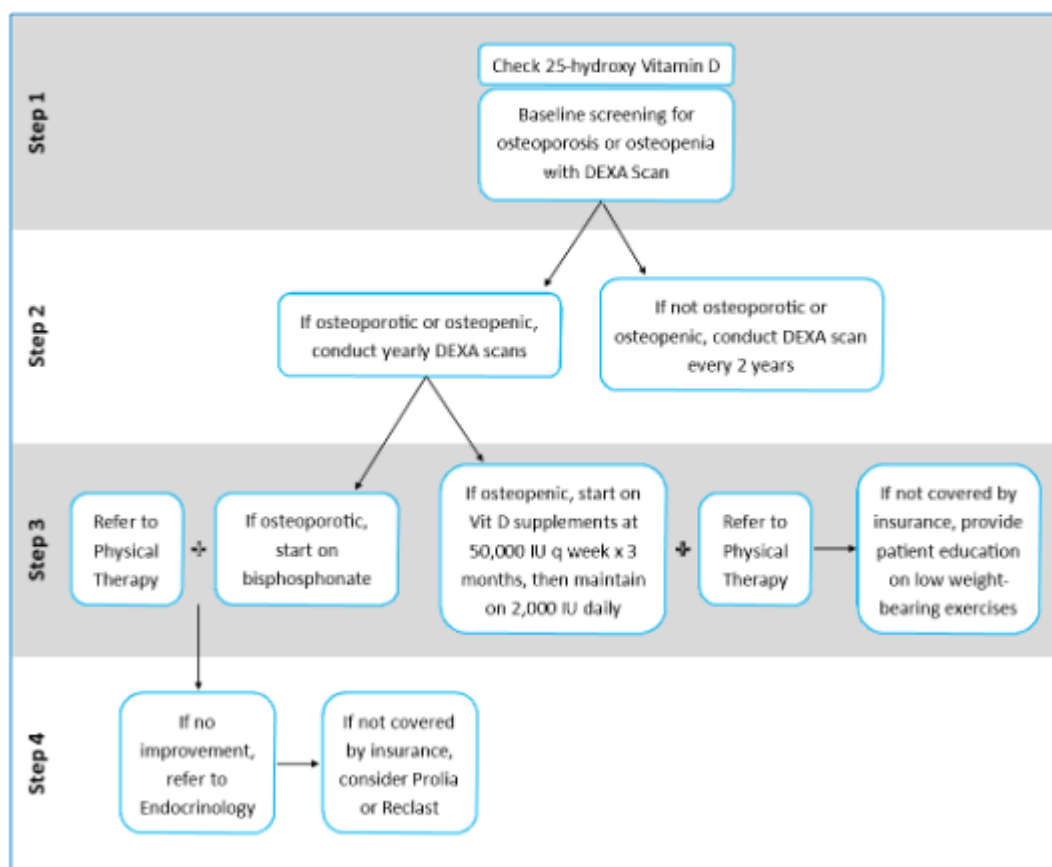 Step 1
Check 25-hydroxy Vitamin D
Baseline screening for
osteoporosis or osteopenia
with DEXA Scan
Step 2
If osteoporotic or osteopenic,
conduct yearly DEXA scans
If not osteoporotic or
osteopenic, conduct DEXA scan
every 2 years
Step 3
Refer to
Physical
Therapy
+
If osteoporotic,
start on
bisphosphonate
If osteopenic, start on
Vit D supplements at
50,000 IU q week x 3
months, then maintain
on 2,000 IU daily
+
Refer to
Physical
Therapy
If not covered by
insurance, provide
patient education
on low weight-
bearing exercises
Step 4
If no
improvement,
refer to
Endocrinology
If not covered
by insurance,
consider Prolia
or Reclast